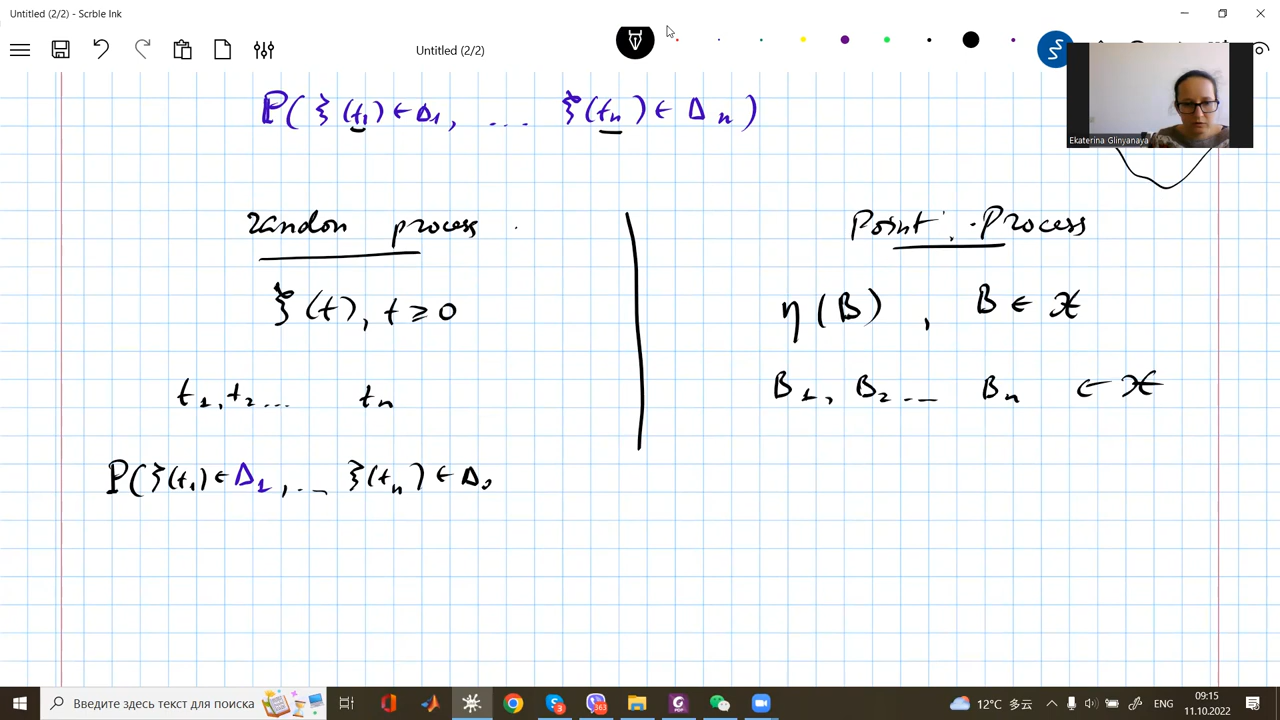 Untitled (2/2) - Scrble Ink
Untitled (2/2)
Ekaterina Glinyanaya
P(ξ(t₁) ∈ Δ₁, ... ξ(tₙ) ∈ Δₙ)
random process
Point Process
ξ(t), t ≥ 0
η(B), B ∈ 𝒳
t₁, t₂ ... tₙ
B₁, B₂ ... Bₙ ∈ 𝒳
P(ξ(t₁) ∈ Δ₁, ... ξ(tₙ) ∈ Δ
Введите здесь текст для поиска
363
12°C 多云
ENG
09:15
11.10.2022